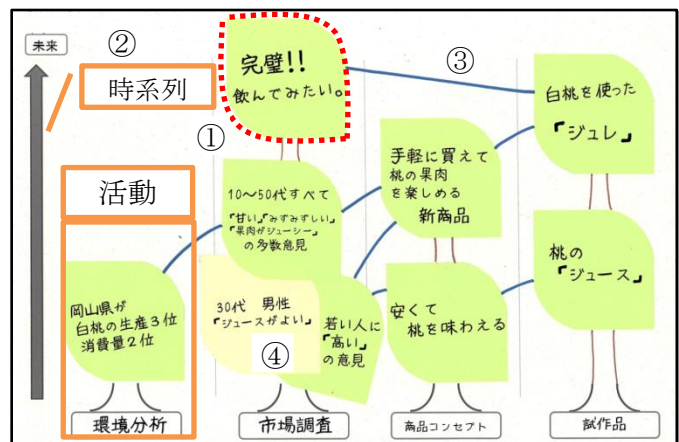 未来
②
時系列
①
活動
完璧!!
飲んでみたい。
③
白桃を使った
「ジュレ」
手軽に買えて
桃の果肉
を楽しめる
新商品
10〜50代すべて
「甘い」「みずみずしい」
「果肉がジューシー」
の多数意見
岡山県が
白桃の生産3位
消費量2位
30代 男性
「ジュースがよい」
④
若い人に
「高い」
の意見
安くて
桃を味わえる
桃の
「ジュース」
環境分析
市場調査
商品コンセプト
試作品